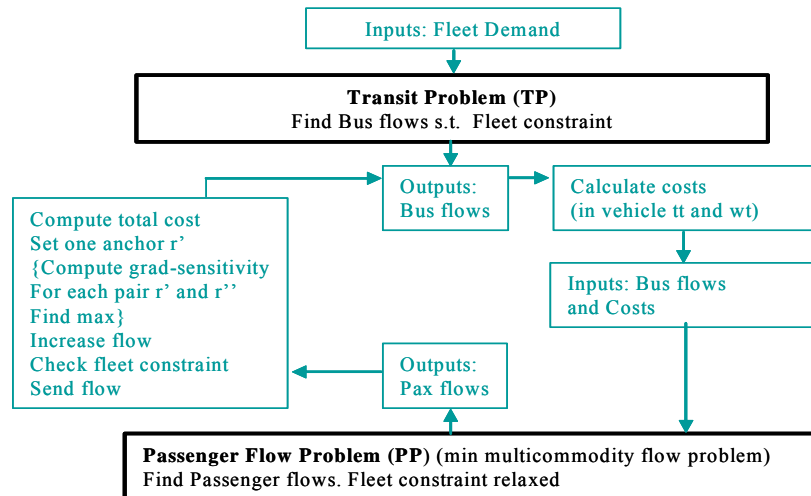 Inputs: Fleet Demand
Transit Problem (TP)
Find Bus flows s.t. Fleet constraint
Outputs:
Bus flows
Calculate costs
(in vehicle tt and wt)
Compute total cost
Set one anchor r’
{Compute grad-sensitivity
For each pair r’ and r’’
Find max}
Increase flow
Check fleet constraint
Send flow
Inputs: Bus flows
and Costs
Outputs:
Pax flows
Passenger Flow Problem (PP) (min multicommodity flow problem)
Find Passenger flows. Fleet constraint relaxed